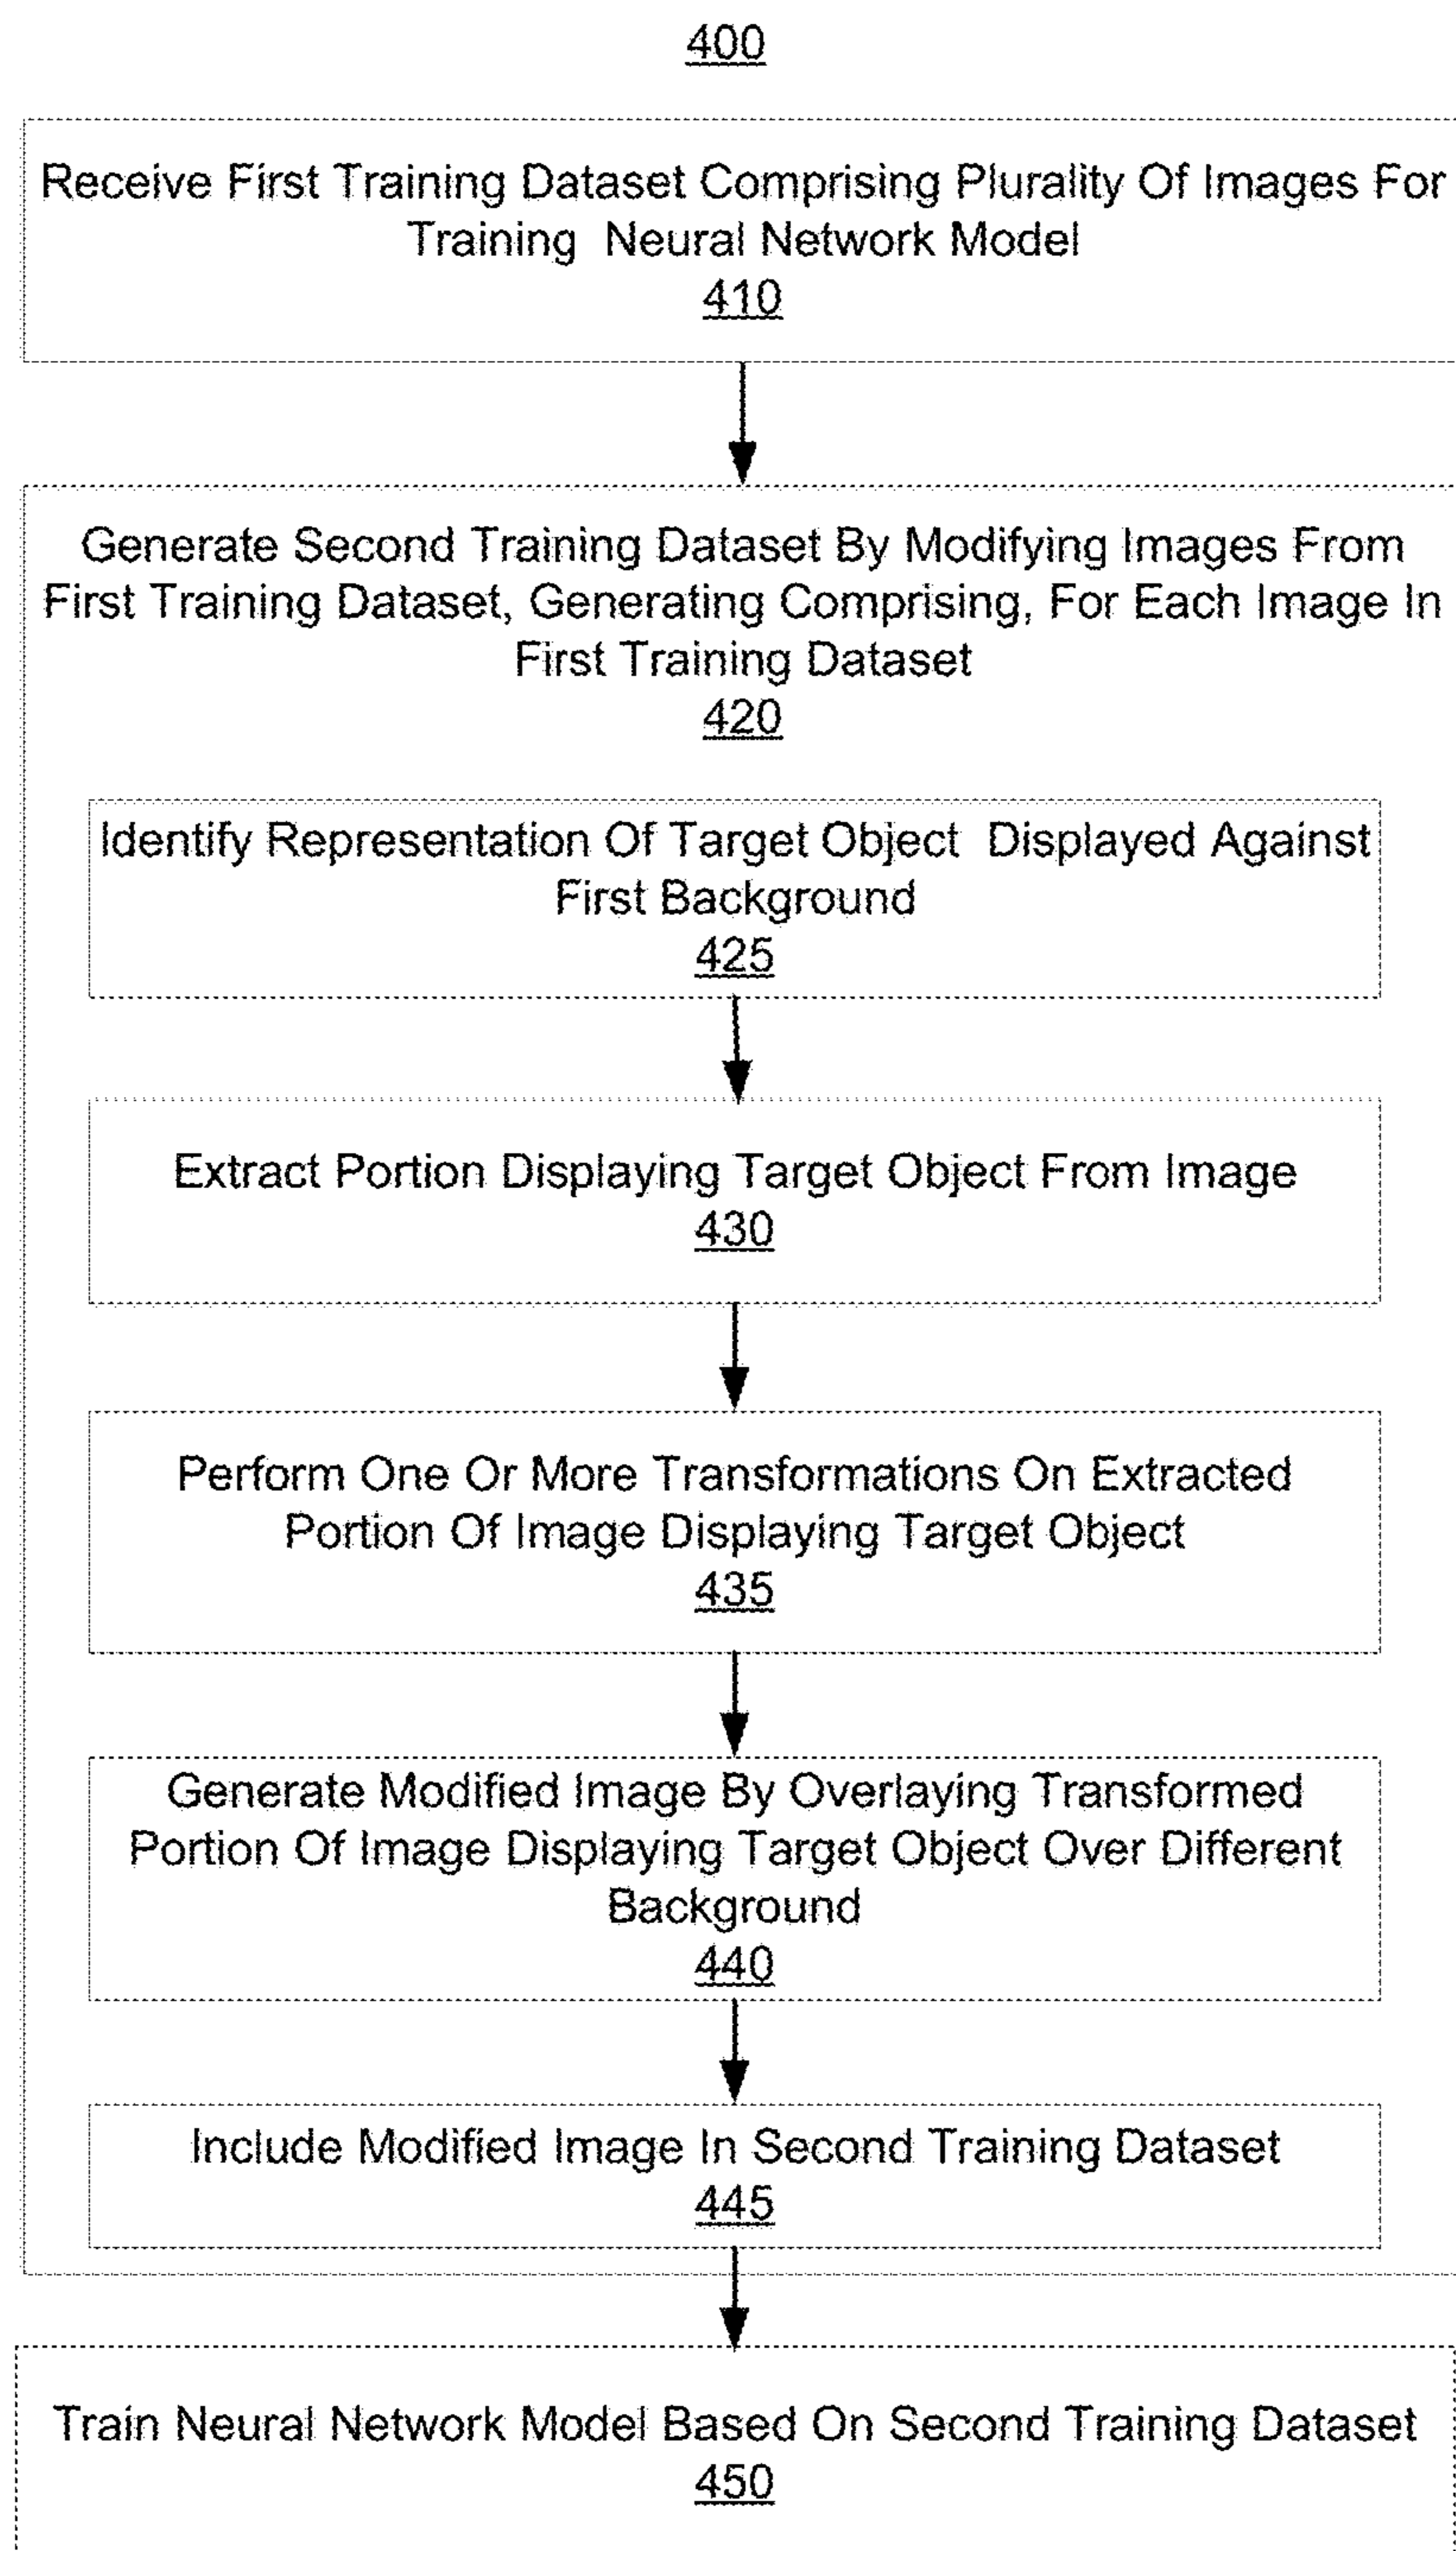 400
Receive First Training Dataset Comprising Plurality Of Images For
Training Neural Network Model
410
Generate Second Training Dataset By Modifying Images From
First Training Dataset, Generating Comprising, For Each Image In
First Training Dataset
420
Identify Representation Of Target Object Displayed Against
First Background
425
Extract Portion Displaying Target Object From Image
430
Perform One Or More Transformations On Extracted
Portion Of Image Displaying Target Object
435
Generate Modified Image By Overlaying Transformed
Portion Of Image Displaying Target Object Over Different
Background
440
Include Modified Image In Second Training Dataset
445
Train Neural Network Model Based On Second Training Dataset
450